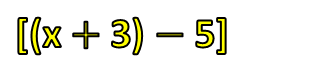 [(x + 3) – 5]